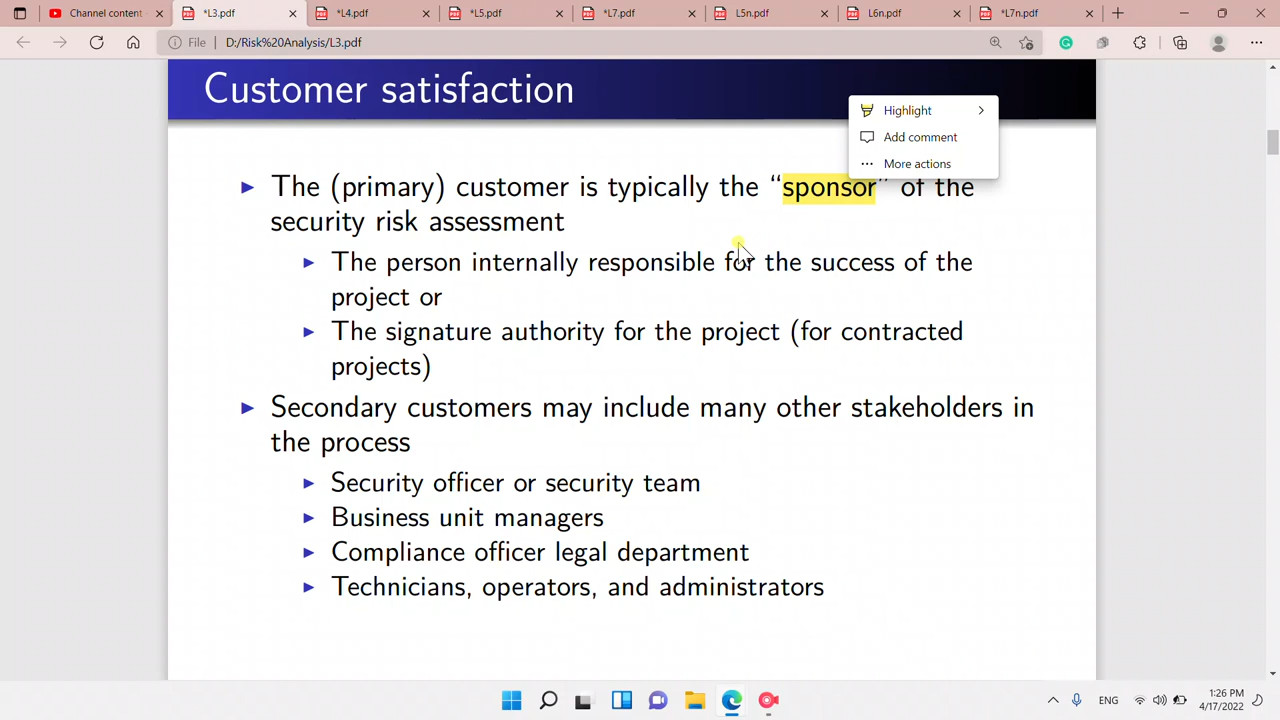 Channel content -
*L3.pdf
*L4.pdf
*L5.pdf
*L7.pdf
L5n.pdf
L6n.pdf
*L7n.pdf
File
D:/Risk%20Analysis/L3.pdf
Customer satisfaction
Highlight
Add comment
More actions
The (primary) customer is typically the “sponsor” of the
security risk assessment
The person internally responsible for the success of the
project or
The signature authority for the project (for contracted
projects)
Secondary customers may include many other stakeholders in
the process
Security officer or security team
Business unit managers
Compliance officer legal department
Technicians, operators, and administrators
ENG
1:26 PM
4/17/2022